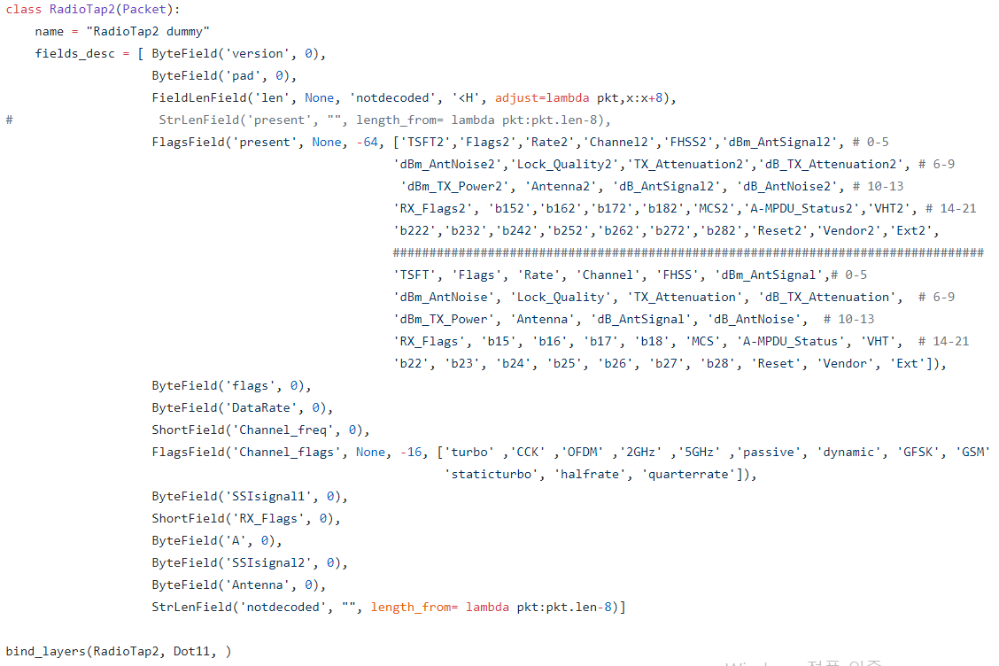 class RadioTap2(Packet):
    name = "RadioTap2 dummy"
    fields_desc = [ ByteField('version', 0),
                    ByteField('pad', 0),
                    FieldLenField('len', None, 'notdecoded', '<H', adjust=lambda pkt,x:x+8),
#                    StrLenField('present', "", length_from= lambda pkt:pkt.len-8),
                    FlagsField('present', None, -64, ['TSFT2','Flags2','Rate2','Channel2','FHSS2','dBm_AntSignal2', # 0-5
                                                     'dBm_AntNoise2','Lock_Quality2','TX_Attenuation2','dB_TX_Attenuation2', # 6-9
                                                      'dBm_TX_Power2', 'Antenna2', 'dB_AntSignal2', 'dB_AntNoise2', # 10-13
                                                     'RX_Flags2', 'b152','b162','b172','b182','MCS2','A-MPDU_Status2','VHT2', # 14-21
                                                     'b222','b232','b242','b252','b262','b272','b282','Reset2','Vendor2','Ext2',
                                                     #################################################################################
                                                     'TSFT', 'Flags', 'Rate', 'Channel', 'FHSS', 'dBm_AntSignal',# 0-5
                                                     'dBm_AntNoise', 'Lock_Quality', 'TX_Attenuation', 'dB_TX_Attenuation',  # 6-9
                                                     'dBm_TX_Power', 'Antenna', 'dB_AntSignal', 'dB_AntNoise',  # 10-13
                                                     'RX_Flags', 'b15', 'b16', 'b17', 'b18', 'MCS', 'A-MPDU_Status', 'VHT',  # 14-21
                                                     'b22', 'b23', 'b24', 'b25', 'b26', 'b27', 'b28', 'Reset', 'Vendor', 'Ext']),
                    ByteField('flags', 0),
                    ByteField('DataRate', 0),
                    ShortField('Channel_freq', 0),
                    FlagsField('Channel_flags', None, -16, ['turbo' ,'CCK' ,'OFDM' ,'2GHz' ,'5GHz' ,'passive', 'dynamic', 'GFSK', 'GSM'
                                                            'staticturbo', 'halfrate', 'quarterrate']),
                    ByteField('SSIsignal1', 0),
                    ShortField('RX_Flags', 0),
                    ByteField('A', 0),
                    ByteField('SSIsignal2', 0),
                    ByteField('Antenna', 0),
                    StrLenField('notdecoded', "", length_from= lambda pkt:pkt.len-8)]
bind_layers(RadioTap2, Dot11, )